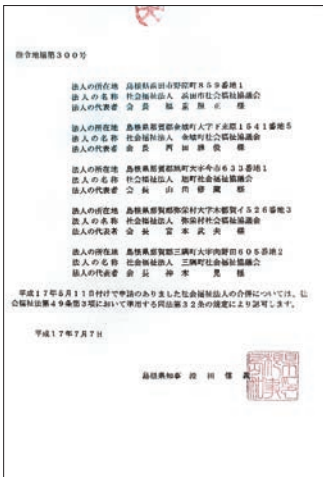 指令地福第300号
法人の所在地 島根県浜田市野原町859番地1
法人の名称 社会福祉法人 浜田市社会福祉協議会
法人の代表者 会長 正 様
法人の所在地 島根県那賀郡金城町大字下来原1541番地5
法人の名称 社会福祉法人 金城町社会福祉協議会
法人の代表者 会長 岡田 様
法人の所在地 島根県那賀郡旭町大字今市633番地1
法人の名称 社会福祉法人 旭町社会福祉協議会
法人の代表者 会長 山 様
法人の所在地 島根県那賀郡弥栄村大字木都賀イ526番地3
法人の名称 社会福祉法人 弥栄村社会福祉協議会
法人の代表者 会長 宮本武夫 様
法人の所在地 島根県那賀郡三隅町大字向野田605番地2
法人の名称 社会福祉法人 三隅町社会福祉協議会
法人の代表者 会長 様
平成17年5月11日付けで申請のありました社会福祉法人の合併については、社
会福祉法第49条第3項において準用する同法第32条の規定により認可します。
平成17年7月7日
島根県知事 澄田信義